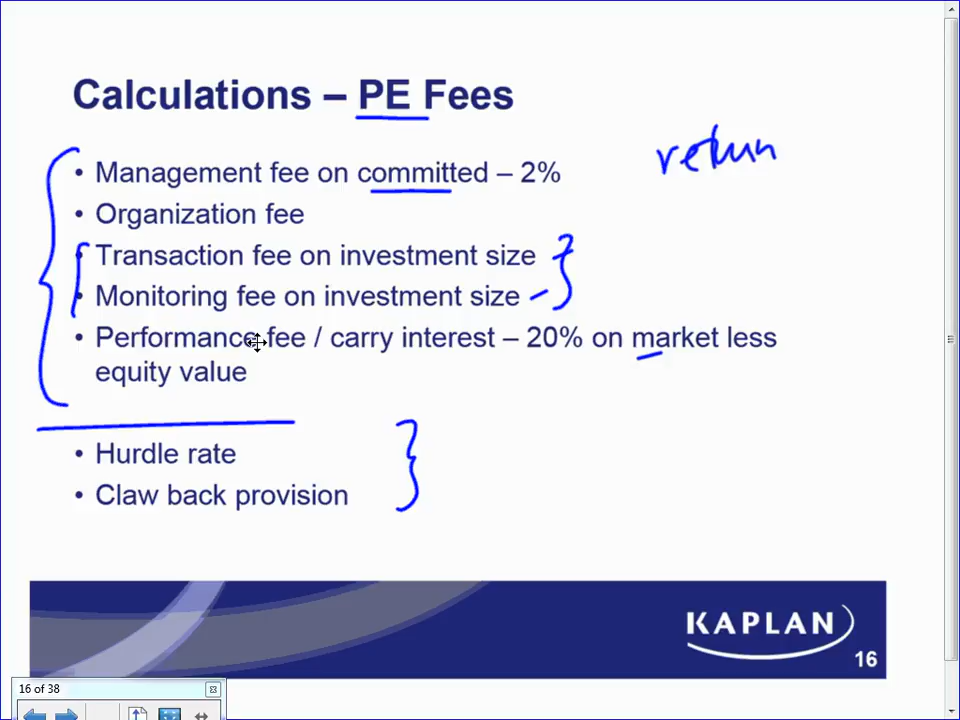 Calculations – PE Fees
return
• Management fee on committed – 2%
• Organization fee
• Transaction fee on investment size
• Monitoring fee on investment size
• Performance fee / carry interest – 20% on market less
equity value
• Hurdle rate
• Claw back provision
KAPLAN
16
16 of 38